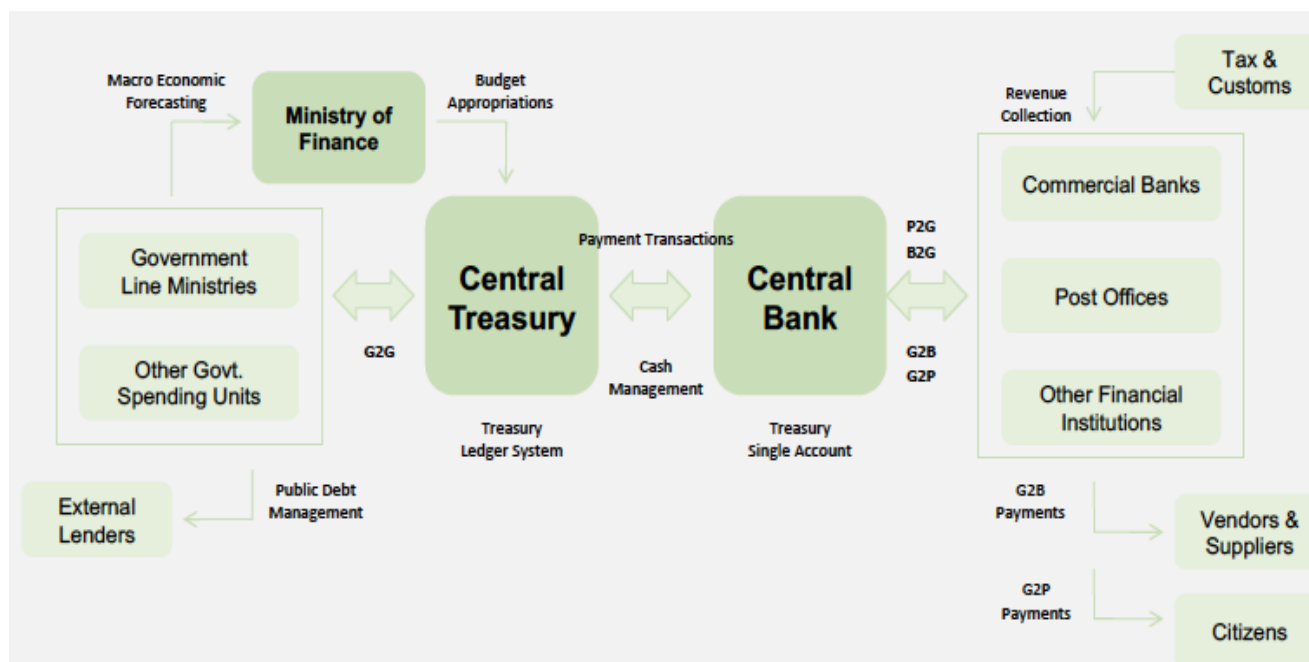 Macro Economic
Forecasting
Ministry of
Finance
Budget
Appropriations
Tax &
Customs
Revenue
Collection
Commercial Banks
Post Offices
Other Financial
Institutions
Government
Line Ministries
Other Govt.
Spending Units
G2G
Central
Treasury
Treasury
Ledger System
Payment Transactions
Cash
Management
Central
Bank
Treasury
Single Account
P2G
B2G
G2B
G2P
External
Lenders
Public Debt
Management
G2B
Payments
Vendors &
Suppliers
G2P
Payments
Citizens